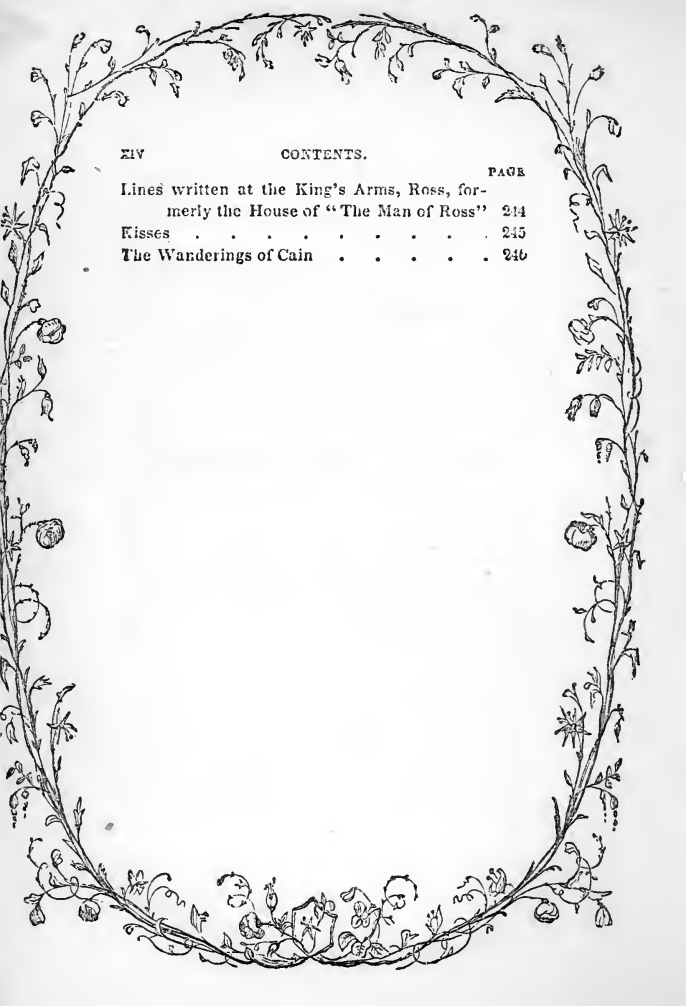 XIV CONTENTS.
PAGE
Lines written at the King's Arms, Ross, for-
merly the House of "The Man of Ross" 244
Kisses . . . . . . . . . . 245
The Wanderings of Cain . . . . . 246